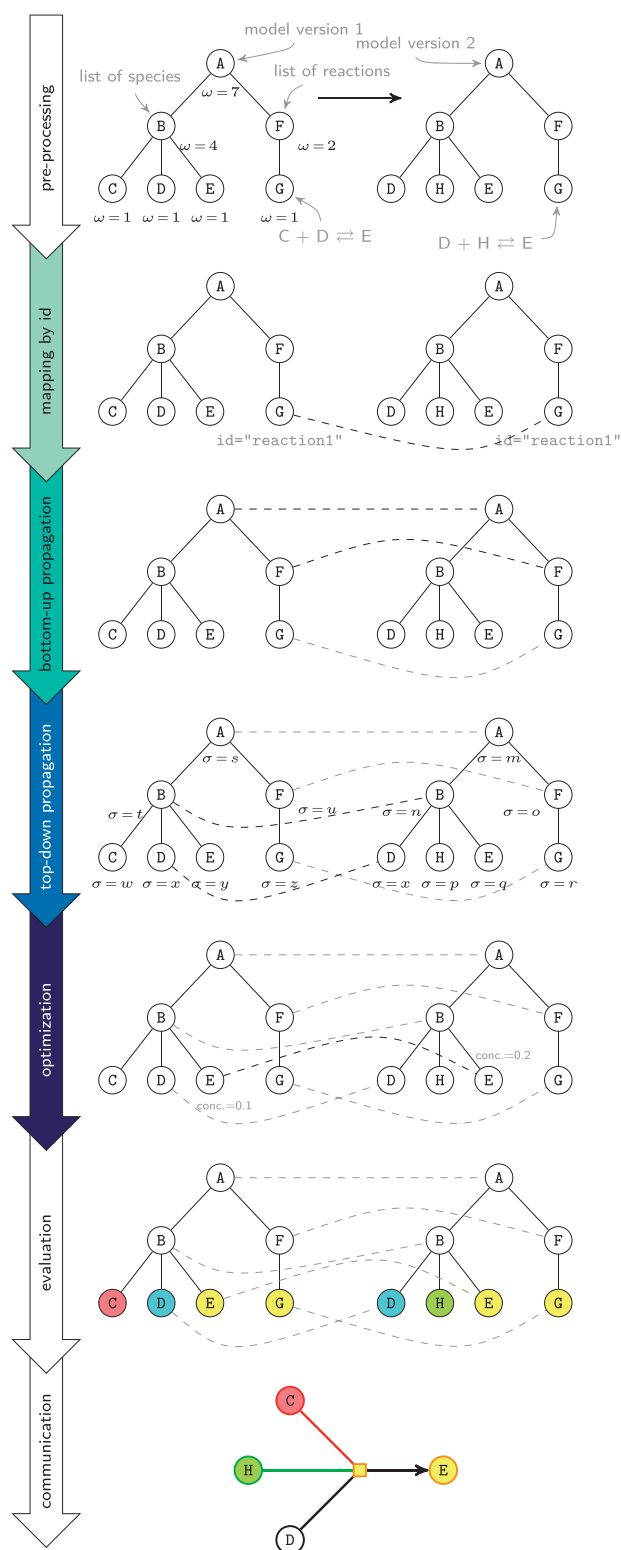 pre-processing
model version 1
model version 2
list of species
list of reactions
A
A
ω=7
B
F
B
F
ω=4
ω=2
C
D
E
G
D
H
E
G
ω=1
ω=1
ω=1
ω=1
C + D ⇄ E
D + H ⇄ E
mapping by id
A
A
B
F
B
F
C
D
E
G
D
H
E
G
id="reaction1"
id="reaction1"
bottom-up propagation
A
A
B
F
B
F
C
D
E
G
D
H
E
G
top-down propagation
A
A
σ=s
σ=m
B
F
B
F
σ=t
σ=u
σ=n
σ=o
C
D
E
G
D
H
E
G
σ=w
σ=x
σ=y
σ=z
σ=x
σ=p
σ=q
σ=r
optimization
A
A
B
F
B
F
conc.=0.2
C
D
E
G
D
H
E
G
conc.=0.1
evaluation
A
A
B
F
B
F
C
D
E
G
D
H
E
G
communication
C
H
E
D